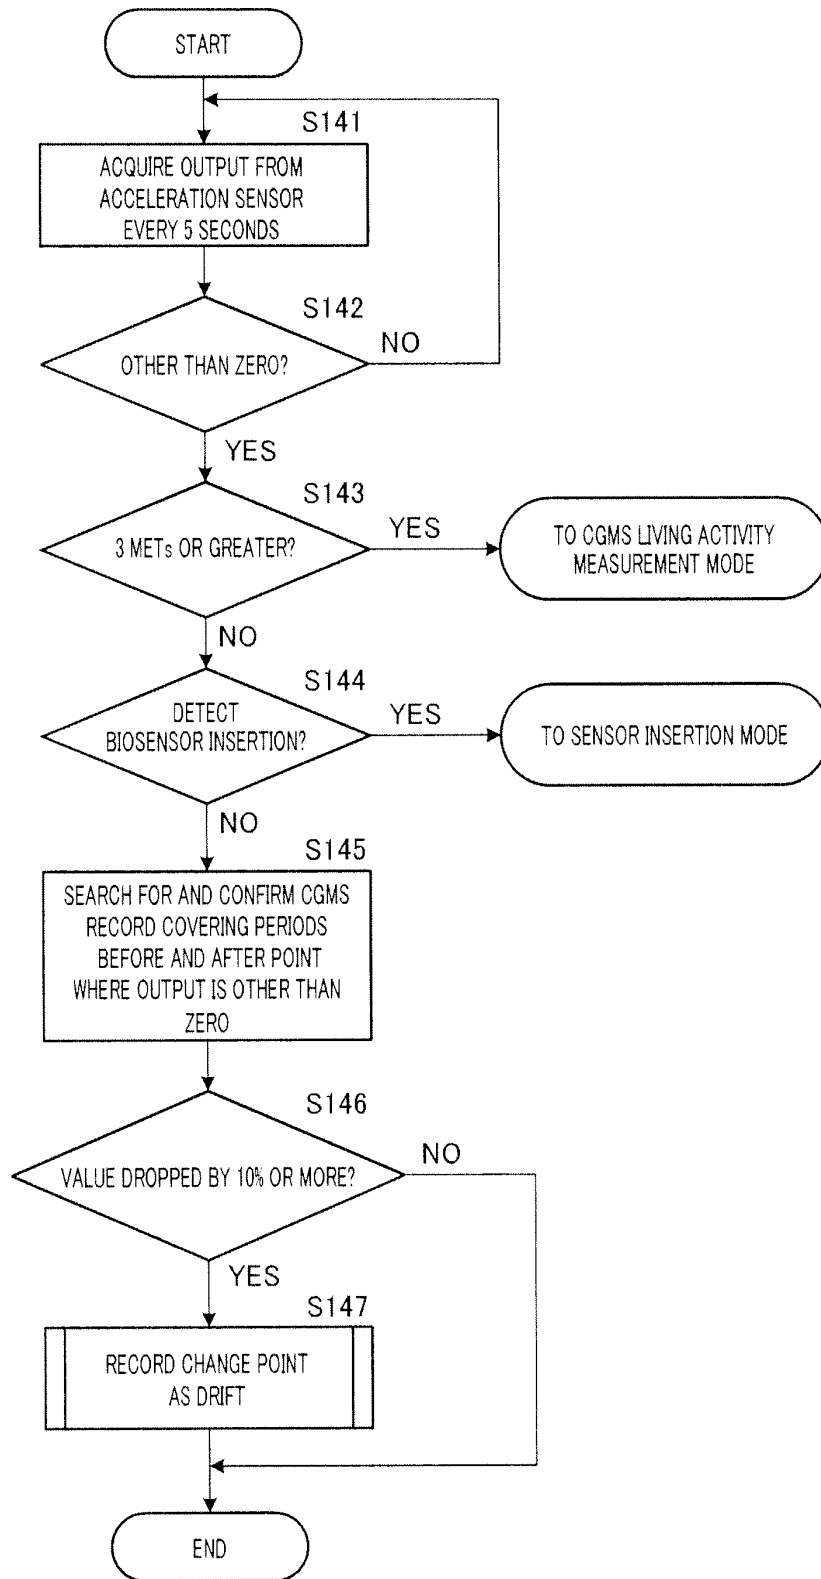 START
S141
ACQUIRE OUTPUT FROM
ACCELERATION SENSOR
EVERY 5 SECONDS
S142
OTHER THAN ZERO?
NO
YES
S143
3 METs OR GREATER?
YES
TO CGMS LIVING ACTIVITY
MEASUREMENT MODE
NO
S144
DETECT
BIOSENSOR INSERTION?
YES
TO SENSOR INSERTION MODE
NO
S145
SEARCH FOR AND CONFIRM CGMS
RECORD COVERING PERIODS
BEFORE AND AFTER POINT
WHERE OUTPUT IS OTHER THAN
ZERO
S146
VALUE DROPPED BY 10% OR MORE?
NO
YES
S147
RECORD CHANGE POINT
AS DRIFT
END